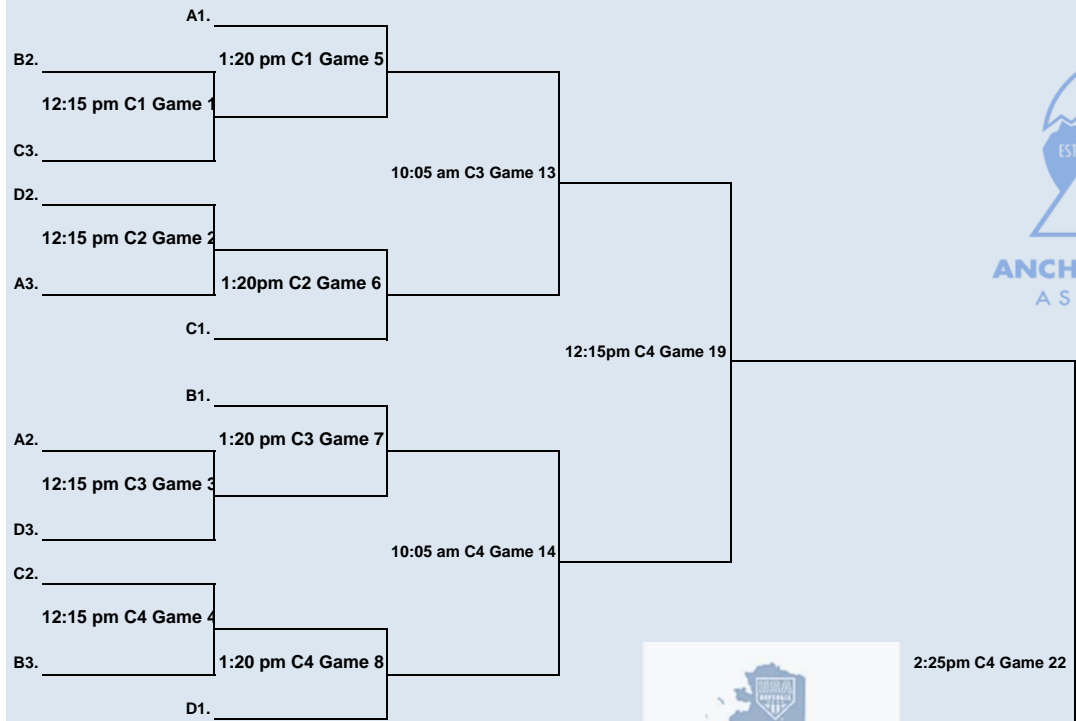 A1.
B2.
1:20 pm C1 Game 5
12:15 pm C1 Game 1
C3.
10:05 am C3 Game 13
D2.
12:15 pm C2 Game 2
A3.
1:20pm C2 Game 6
C1.
12:15pm C4 Game 19
B1.
A2.
1:20 pm C3 Game 7
12:15 pm C3 Game 3
D3.
10:05 am C4 Game 14
C2.
12:15 pm C4 Game 4
B3.
1:20 pm C4 Game 8
2:25pm C4 Game 22
D1.
EST
ANCH
AS
USA